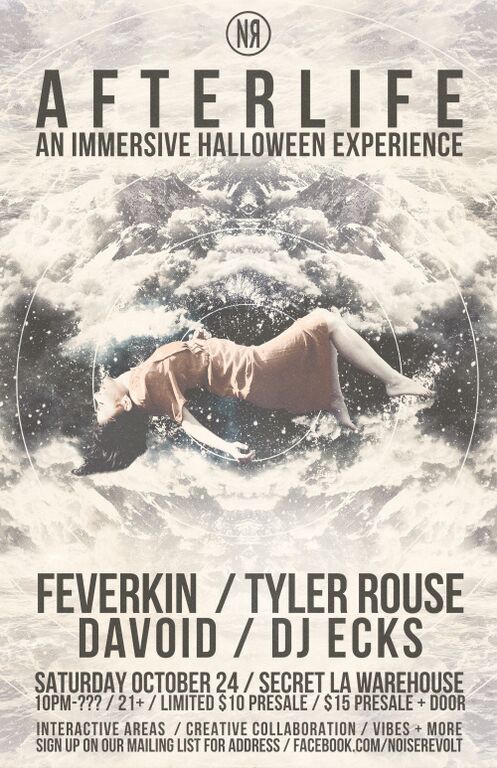 NЯ
AFTERLIFE
AN IMMERSIVE HALLOWEEN EXPERIENCE
FEVERKIN / TYLER ROUSE
DAVOID / DJ ECKS
SATURDAY OCTOBER 24 / SECRET LA WAREHOUSE
10PM-??? / 21+ / LIMITED $10 PRESALE / $15 PRESALE + DOOR
INTERACTIVE AREAS / CREATIVE COLLABORATION / VIBES + MORE
SIGN UP ON OUR MAILING LIST FOR ADDRESS / FACEBOOK.COM/NOISEREVOLT